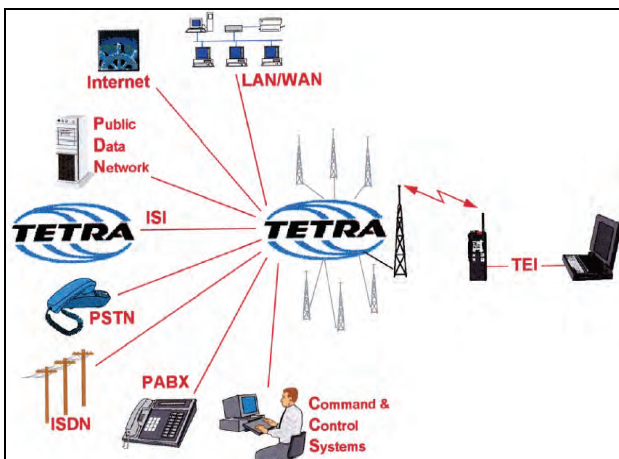 Internet
LAN/WAN
Public
Data
Network
TETRA
ISI
TETRA
TEI
PSTN
ISDN
PABX
Command &
Control
Systems